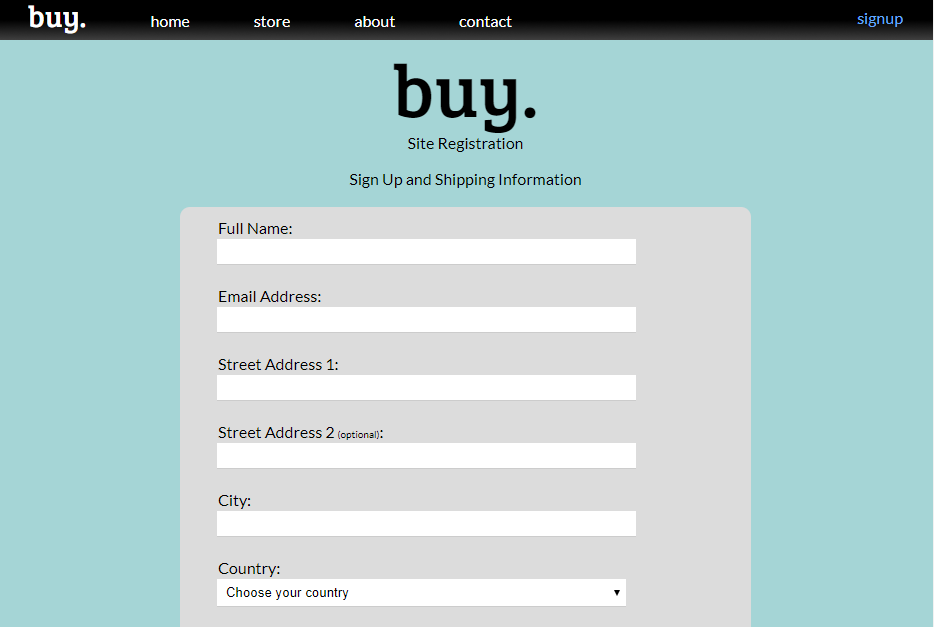 buy. home store about contact signup
buy.
Site Registration
Sign Up and Shipping Information
Full Name:
Email Address:
Street Address 1:
Street Address 2 (optional):
City:
Country:
Choose your country